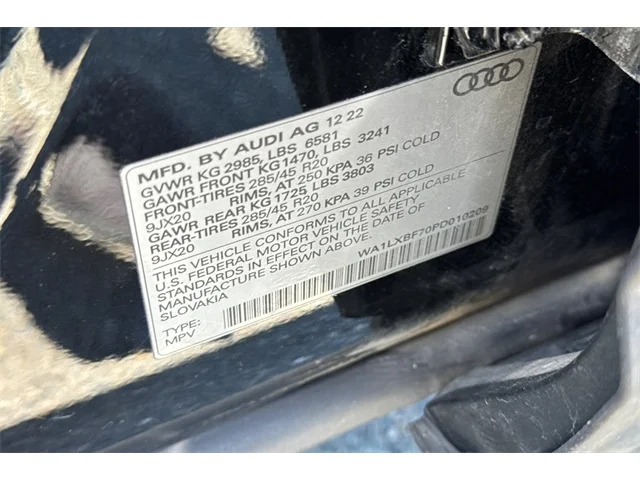 MFD. BY AUDI AG 12 22
GVWR KG 2985, LBS 6581
GAWR FRONT KG1470, LBS 3241
FRONT-TIRES 285/45 R20
9JX20 RIMS, AT 250 KPA 36 PSI COLD
GAWR REAR KG 1725, LBS 3803
REAR-TIRES 285/45 R20
9JX20 RIMS, AT 270 KPA 39 PSI COLD
THIS VEHICLE CONFORMS TO ALL APPLICABLE
U.S. FEDERAL MOTOR VEHICLE SAFETY
STANDARDS IN EFFECT ON THE DATE OF
MANUFACTURE SHOWN ABOVE.
SLOVAKIA
WA1LXBF70PD010209
TYPE:
MPV